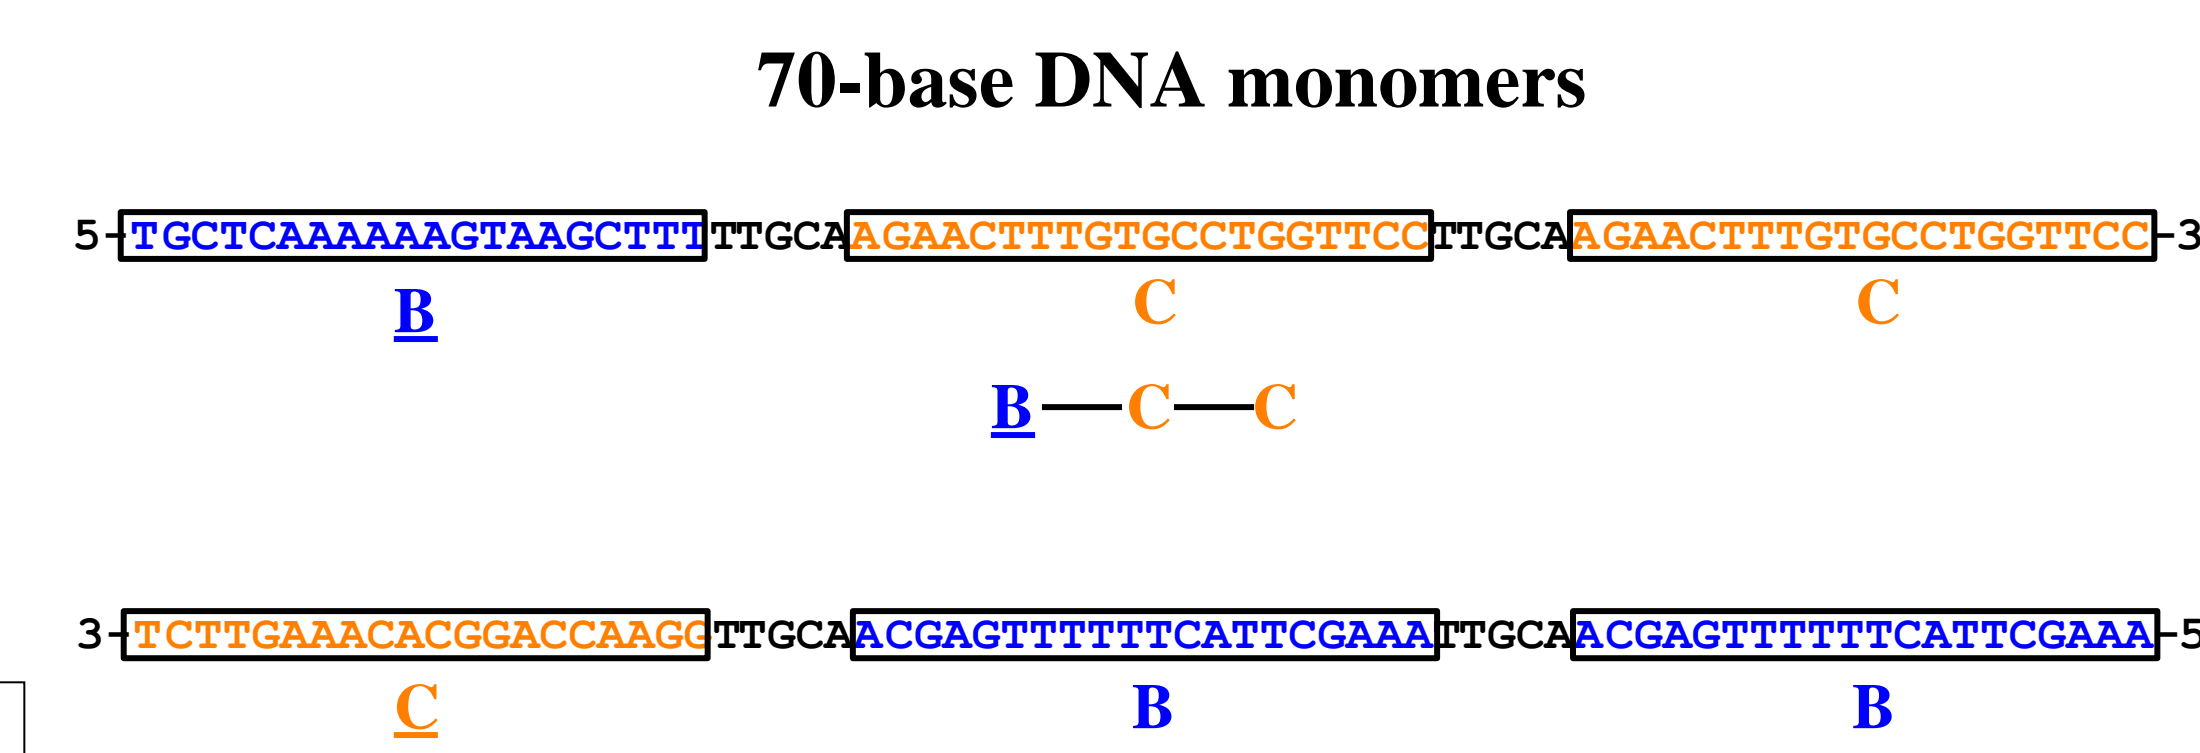 70-base DNA monomers
5-TGCTCAAAAAAGTAAGCTTTTTGCAAGAACTTTGTGCCTGGTTCCTTGCAAGAACTTTGTGCCTGGTTCC-3
B C C
B—C—C
3-TCTTGAAACACGGACCAAGGTTGCAACGAGTTTTTTCATTCGAAATTGCAACGAGTTTTTTCATTCGAAA-5
C B B